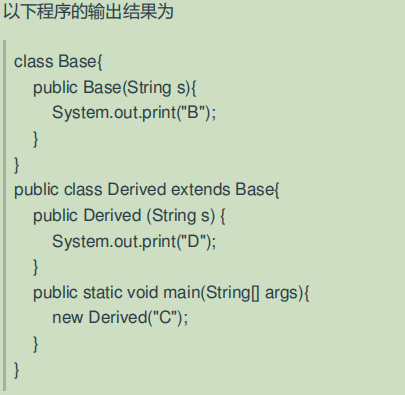 以下程序的输出结果为
class Base{
    public Base(String s){
        System.out.print("B");
    }
}
public class Derived extends Base{
    public Derived (String s) {
        System.out.print("D");
    }
    public static void main(String[] args){
        new Derived("C");
    }
}